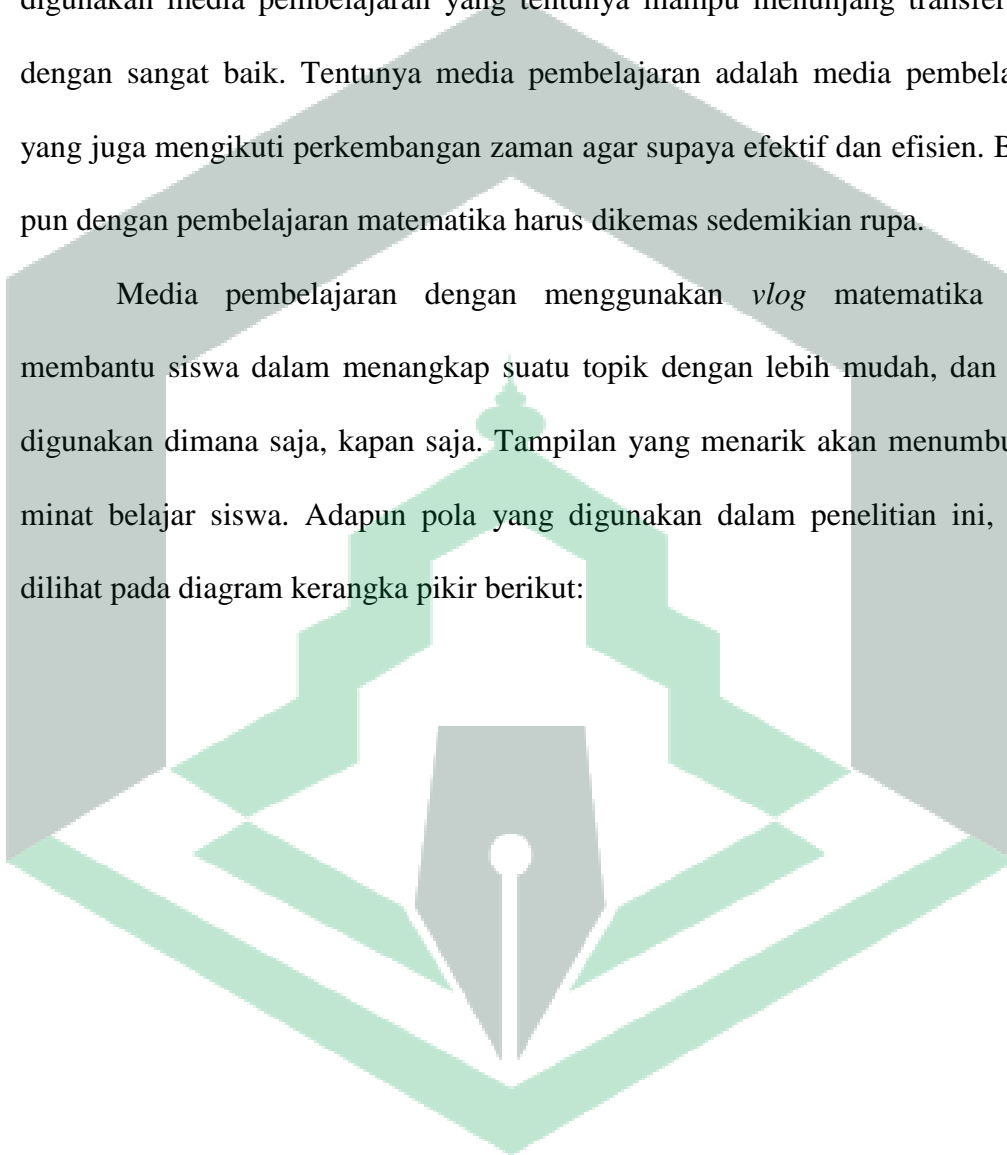 digunakan media pembelajaran yang tentunya mampu menunjang transfer
dengan sangat baik. Tentunya media pembelajaran adalah media
yang juga mengikuti perkembangan zaman agar supaya efektif dan efisien.
pun dengan pembelajaran matematika harus dikemas sedemikian rupa.
Media pembelajaran dengan menggunakan vlog matematika
membantu siswa dalam menangkap suatu topik dengan lebih mudah, dan
digunakan dimana saja, kapan saja. Tampilan yang menarik akan
minat belajar siswa. Adapun pola yang digunakan dalam penelitian ini,
dilihat pada diagram kerangka pikir berikut: